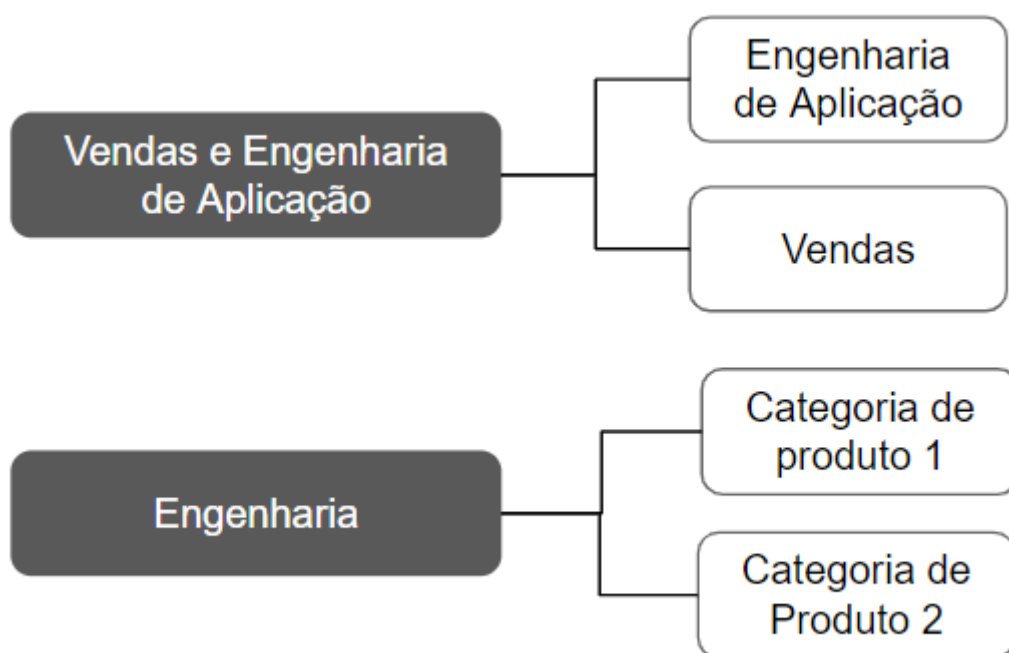 Engenharia
de Aplicação
Vendas e Engenharia
de Aplicação
Vendas
Categoria de
produto 1
Engenharia
Categoria de
Produto 2